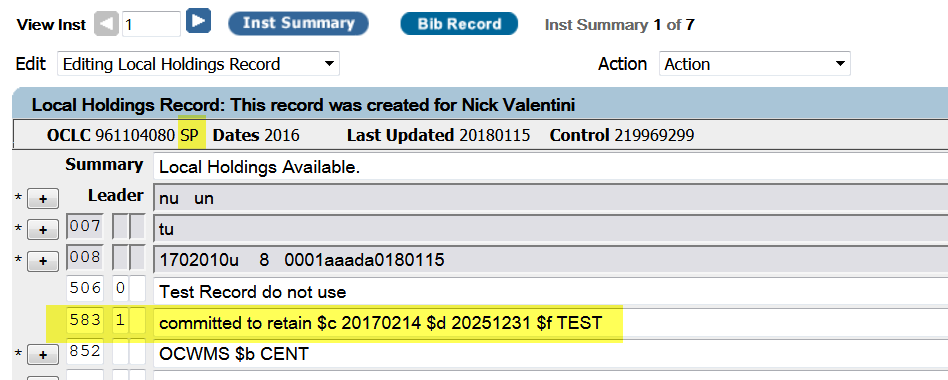 View Inst 1 Inst Summary Bib Record Inst Summary 1 of 7
Edit Editing Local Holdings Record Action Action
Local Holdings Record: This record was created for Nick Valentini
OCLC 961104080 SP Dates 2016 Last Updated 20180115 Control 219969299
Summary Local Holdings Available.
* + Leader nu un
* + 007 tu
* + 008 1702010u 8 0001aaada0180115
506 0 Test Record do not use
583 1 committed to retain $c 20170214 $d 20251231 $f TEST
* + 852 OCWMS $b CENT